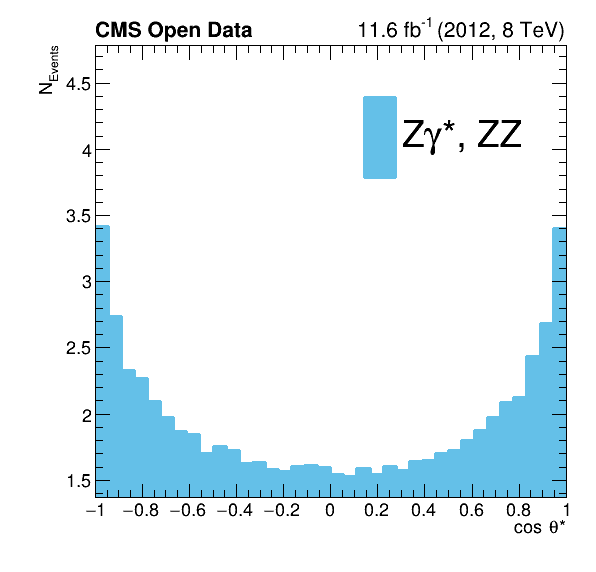 CMS Open Data 11.6 fb⁻¹ (2012, 8 TeV)
N_Events
4.5
Zγ*, ZZ
4
3.5
3
2.5
2
1.5
−1 −0.8 −0.6 −0.4 −0.2 0 0.2 0.4 0.6 0.8 1
cos θ*